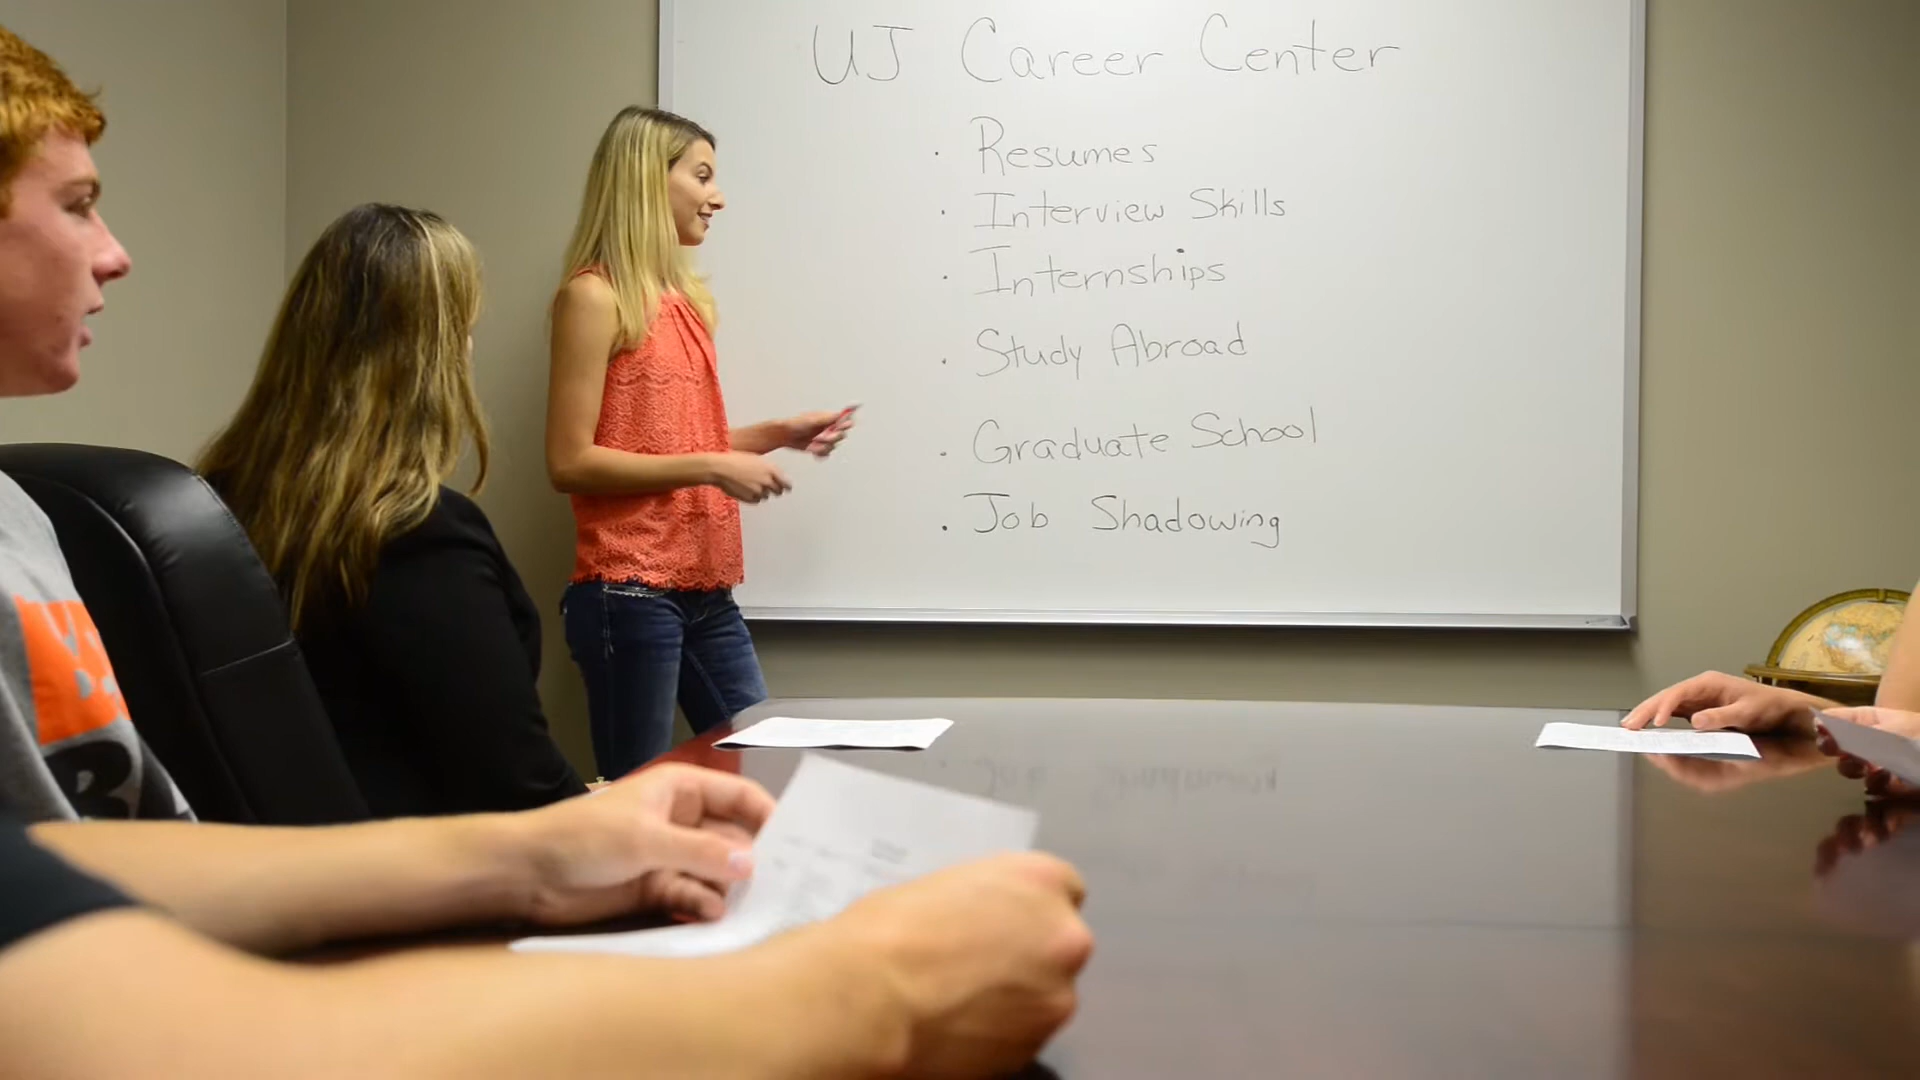 UJ Career Center
· Resumes
· Interview Skills
· Internships
· Study Abroad
· Graduate School
· Job Shadowing